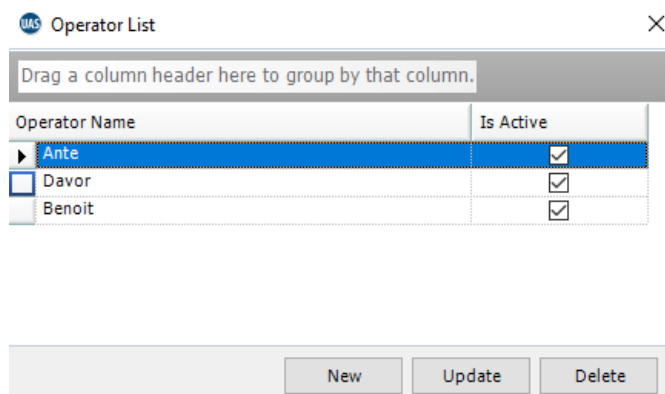 UAS Operator List
Drag a column header here to group by that column.
Operator Name Is Active
Ante
Davor
Benoit
New Update Delete